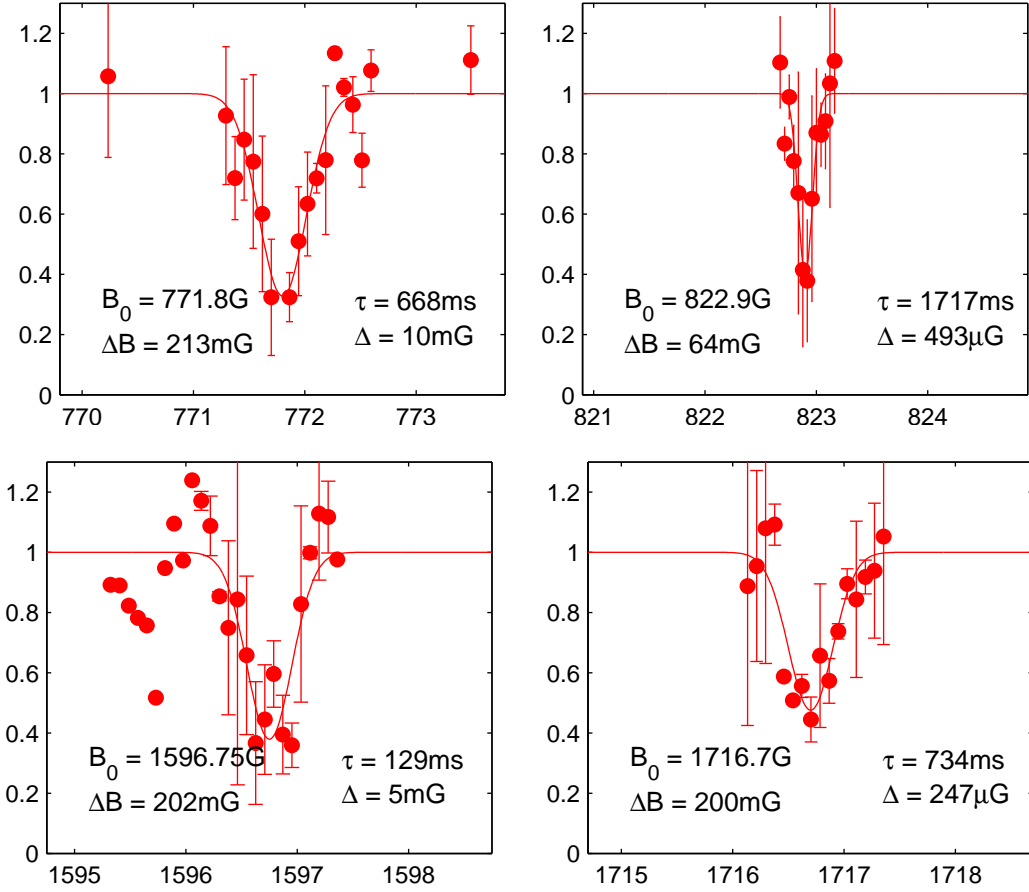 1.2
1
0.8
0.6
0.4
0.2
0
B0 = 771.8G
ΔB = 213mG
τ = 668ms
Δ = 10mG
770 771 772 773
1.2
1
0.8
0.6
0.4
0.2
0
B0 = 822.9G
ΔB = 64mG
τ = 1717ms
Δ = 493μG
821 822 823 824
1.2
1
0.8
0.6
0.4
0.2
0
B0 = 1596.75G
ΔB = 202mG
τ = 129ms
Δ = 5mG
1595 1596 1597 1598
1.2
1
0.8
0.6
0.4
0.2
0
B0 = 1716.7G
ΔB = 200mG
τ = 734ms
Δ = 247μG
1715 1716 1717 1718